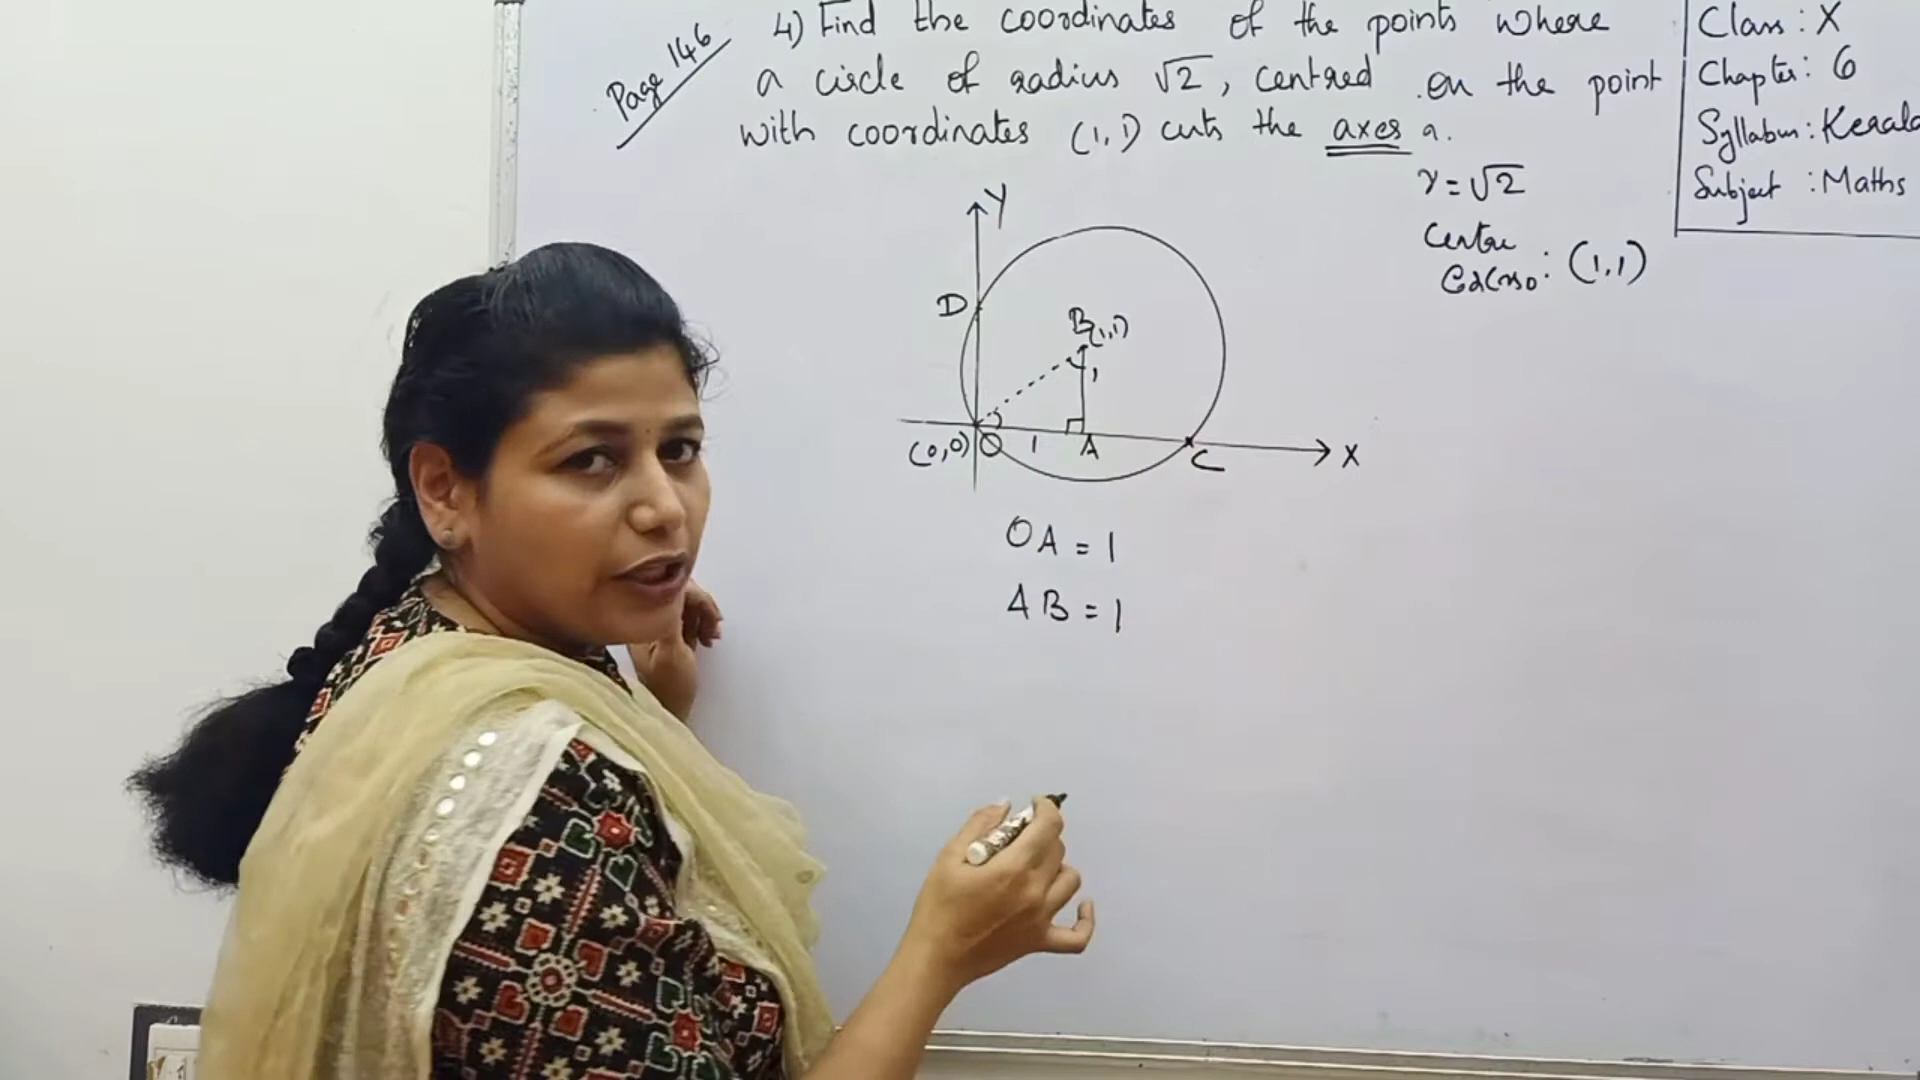 Page 146
4) Find the coordinates of the points where
a circle of radius √2, centred on the point
with coordinates (1,1) cuts the axes
Class : X
Chapter: 6
Syllabus: Kerala
Subject : Maths
r = √2
Centre
: (1,1)
Y
D
B(1,1)
1
(0,0) O 1 A C X
OA = 1
AB = 1